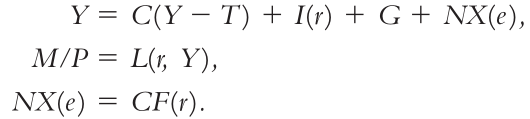 Y = C(Y − T) + I(r) + G + NX(e),
M/P = L(r, Y),
NX(e) = CF(r).